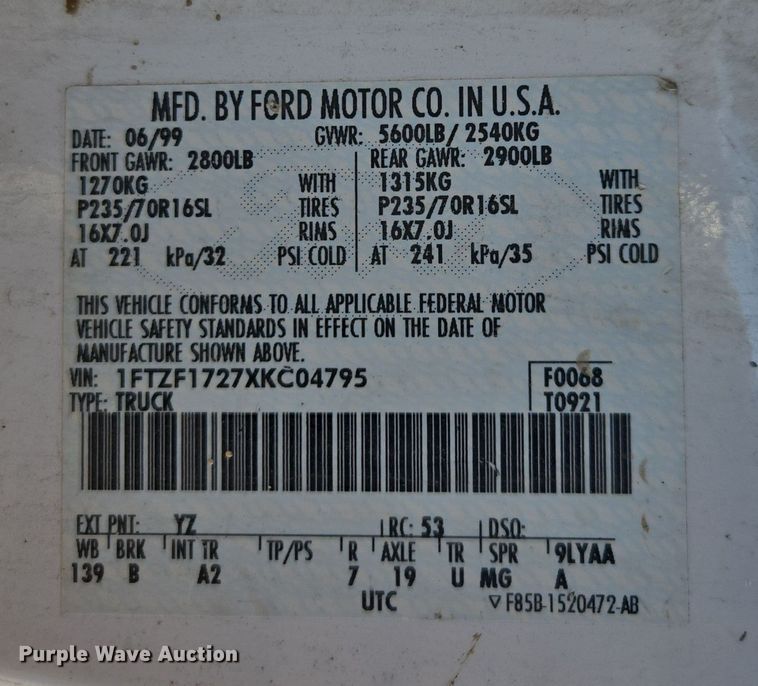 MFD. BY FORD MOTOR CO. IN U.S.A.
DATE: 06/99 GVWR: 5600LB/ 2540KG
FRONT GAWR: 2800LB REAR GAWR: 2900LB
1270KG WITH 1315KG WITH
P235/70R16SL TIRES P235/70R16SL TIRES
16X7.0J RIMS 16X7.0J RIMS
AT 221 kPa/32 PSI COLD AT 241 kPa/35 PSI COLD
THIS VEHICLE CONFORMS TO ALL APPLICABLE FEDERAL MOTOR
VEHICLE SAFETY STANDARDS IN EFFECT ON THE DATE OF
MANUFACTURE SHOWN ABOVE.
VIN: 1FTZF1727XKC04795 F0068
TYPE: TRUCK T0921
EXT PNT: YZ RC: 53 DSO:
WB BRK INT TR TP/PS R AXLE TR SPR 9LYAA
139 B A2 7 19 U MG A
UTC F85B-1520472-AB
Purple Wave Auction